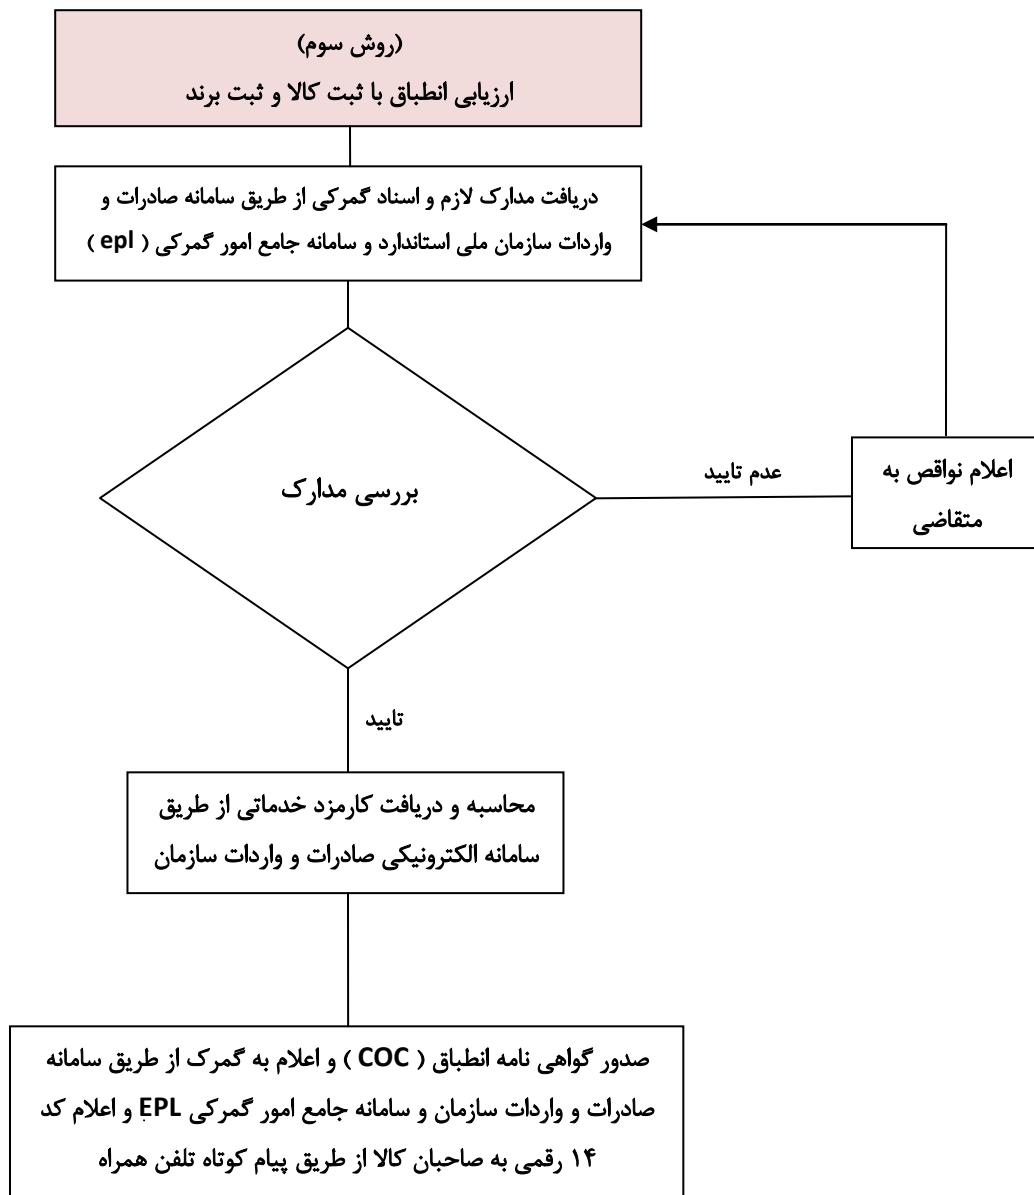 (روش سوم)
ارزیابی انطباق با ثبت کالا و ثبت برند
دریافت مدارک لازم و اسناد گمرکی از طریق سامانه صادرات و
واردات سازمان ملی استاندارد و سامانه جامع امور گمرکی ( epl )
بررسی مدارک
عدم تایید
اعلام نواقص به
متقاضی
تایید
محاسبه و دریافت کارمزد خدماتی از طریق
سامانه الکترونیکی صادرات و واردات سازمان
صدور گواهی نامه انطباق ( COC ) و اعلام به گمرک از طریق سامانه
صادرات و واردات سازمان و سامانه جامع امور گمرکی EPL و اعلام کد
۱۴ رقمی به صاحبان کالا از طریق پیام کوتاه تلفن همراه